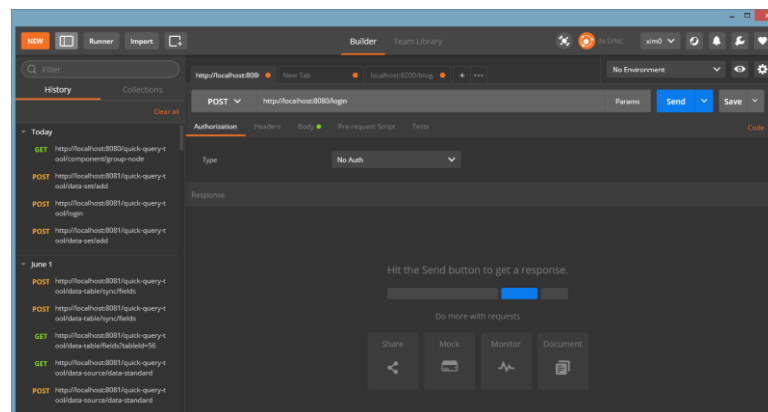 NEW Runner Import Builder Team Library IN SYNC xim0
Filter
History Collections
Clear all
http://localhost:808 New Tab localhost:9200/blog, + ••• No Environment
POST http://localhost:8080/login Params Send Save
Authorization Headers Body Pre-request Script Tests Code
Type No Auth
Response
Today
GET http://localhost:8080/quick-query-t
ool/component/group-node
POST http://localhost:8081/quick-query-t
ool/data-set/add
POST http://localhost:8081/quick-query-t
ool/login
POST http://localhost:8081/quick-query-t
ool/data-set/add
June 1
POST http://localhost:8081/quick-query-t
ool/data-table/sync/fields
POST http://localhost:8081/quick-query-t
ool/data-table/sync/fields
GET http://localhost:8081/quick-query-t
ool/data-table/fields?tableId=56
GET http://localhost:8081/quick-query-t
ool/data-source/data-standard
POST http://localhost:8081/quick-query-t
ool/data-source/data-standard
Hit the Send button to get a response.
Do more with requests
Share Mock Monitor Document